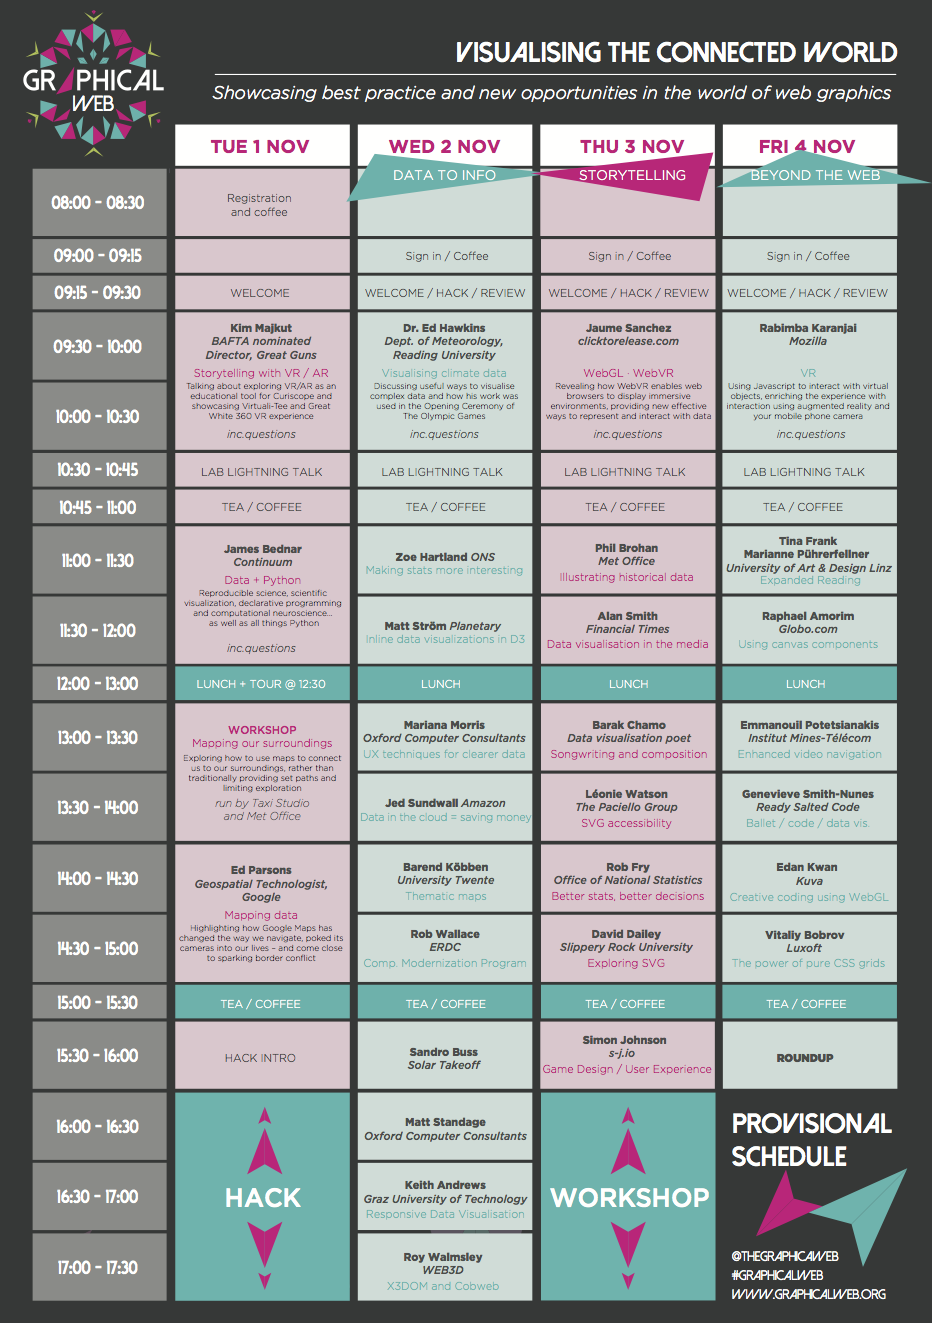 GRAPHICAL
WEB
VISUALISING THE CONNECTED WORLD
Showcasing best practice and new opportunities in the world of web graphics
TUE 1 NOV
WED 2 NOV
THU 3 NOV
FRI 4 NOV
DATA TO INFO
STORYTELLING
BEYOND THE WEB
08:00 - 08:30
Registration
and coffee
09:00 - 09:15
Sign in / Coffee
Sign in / Coffee
Sign in / Coffee
09:15 - 09:30
WELCOME
WELCOME / HACK / REVIEW
WELCOME / HACK / REVIEW
WELCOME / HACK / REVIEW
09:30 - 10:00
10:00 - 10:30
Kim Majkut
BAFTA nominated
Director, Great Guns
Storytelling with VR / AR
Talking about exploring VR/AR as an
educational tool for Curiscope and
showcasing Virtuali-Tee and Great
White 360 VR experience
inc.questions
Dr. Ed Hawkins
Dept. of Meteorology,
Reading University
Visualising climate data
Discussing useful ways to visualise
complex data and how his work was
used in the Opening Ceremony of
The Olympic Games
inc.questions
Jaume Sanchez
clicktorelease.com
WebGL · WebVR
Revealing how WebVR enables web
browsers to display immersive
environments, providing new effective
ways to represent and interact with data
inc.questions
Rabimba Karanjai
Mozilla
VR
Using Javascript to interact with virtual
objects, enriching the experience with
interaction using augmented reality and
your mobile phone camera
inc.questions
10:30 - 10:45
LAB LIGHTNING TALK
LAB LIGHTNING TALK
LAB LIGHTNING TALK
LAB LIGHTNING TALK
10:45 - 11:00
TEA / COFFEE
TEA / COFFEE
TEA / COFFEE
TEA / COFFEE
11:00 - 11:30
James Bednar
Continuum
Data + Python
Reproducible science, scientific
visualization, declarative programming
and computational neuroscience...
as well as all things Python
inc.questions
Zoe Hartland ONS
Making stats more interesting
Phil Brohan
Met Office
Illustrating historical data
Tina Frank
Marianne Pührerfellner
University of Art & Design Linz
Expanded Reading
11:30 - 12:00
Matt Ström Planetary
Inline data visualizations in D3
Alan Smith
Financial Times
Data visualisation in the media
Raphael Amorim
Globo.com
Using canvas components
12:00 - 13:00
LUNCH + TOUR @ 12:30
LUNCH
LUNCH
LUNCH
13:00 - 13:30
WORKSHOP
Mapping our surroundings
Exploring how to use maps to connect
us to our surroundings, rather than
traditionally providing set paths and
limiting exploration
run by Taxi Studio
and Met Office
Mariana Morris
Oxford Computer Consultants
UX techniques for clearer data
Barak Chamo
Data visualisation poet
Songwriting and composition
Emmanouil Potetsianakis
Institut Mines-Télécom
Enhanced video navigation
13:30 - 14:00
Jed Sundwall Amazon
Data in the cloud = saving money
Léonie Watson
The Paciello Group
SVG accessibility
Genevieve Smith-Nunes
Ready Salted Code
Ballet / code / data vis.
14:00 - 14:30
Ed Parsons
Geospatial Technologist,
Google
Mapping data
Highlighting how Google Maps has
changed the way we navigate, poked its
cameras into our lives – and come close
to sparking border conflict
Barend Köbben
University Twente
Thematic maps
Rob Fry
Office of National Statistics
Better stats, better decisions
Edan Kwan
Kuva
Creative coding using WebGL
14:30 - 15:00
Rob Wallace
ERDC
Comp. Modernization Program
David Dailey
Slippery Rock University
Exploring SVG
Vitaliy Bobrov
Luxoft
The power of pure CSS grids
15:00 - 15:30
TEA / COFFEE
TEA / COFFEE
TEA / COFFEE
TEA / COFFEE
15:30 - 16:00
HACK INTRO
Sandro Buss
Solar Takeoff
Simon Johnson
s-j.io
Game Design / User Experience
ROUNDUP
16:00 - 16:30
Matt Standage
Oxford Computer Consultants
16:30 - 17:00
HACK
Keith Andrews
Graz University of Technology
Responsive Data Visualisation
WORKSHOP
17:00 - 17:30
Roy Walmsley
WEB3D
X3DOM and Cobweb
PROVISIONAL
SCHEDULE
@THEGRAPHICALWEB
#GRAPHICALWEB
WWW.GRAPHICALWEB.ORG